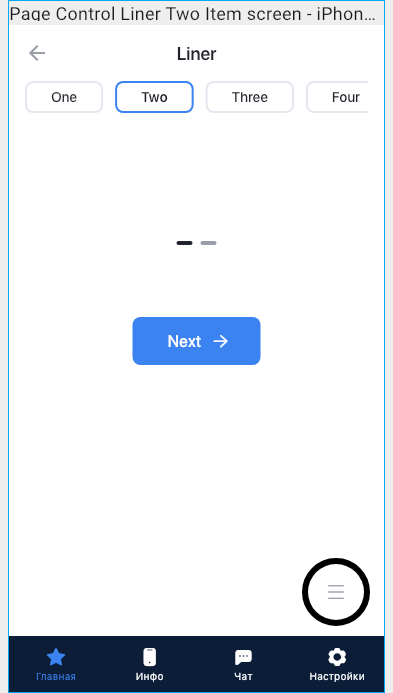 Page Control Liner Two Item screen - iPhon...
Liner
One Two Three Four
Next
Главная Инфо Чат Настройки